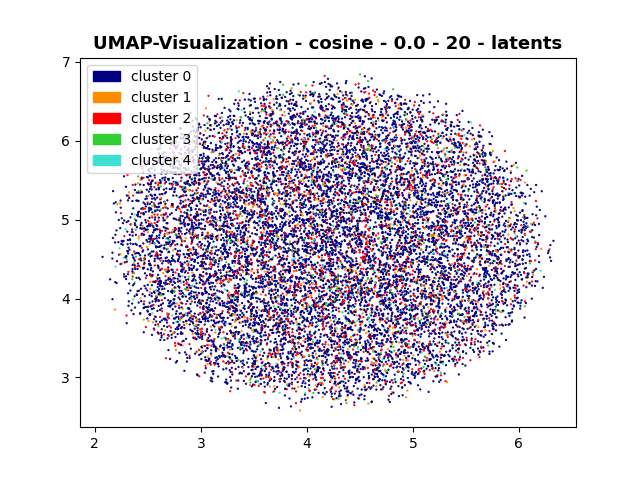 UMAP-Visualization - cosine - 0.0 - 20 - latents
7
6
5
4
3
cluster 0
cluster 1
cluster 2
cluster 3
cluster 4
2 3 4 5 6